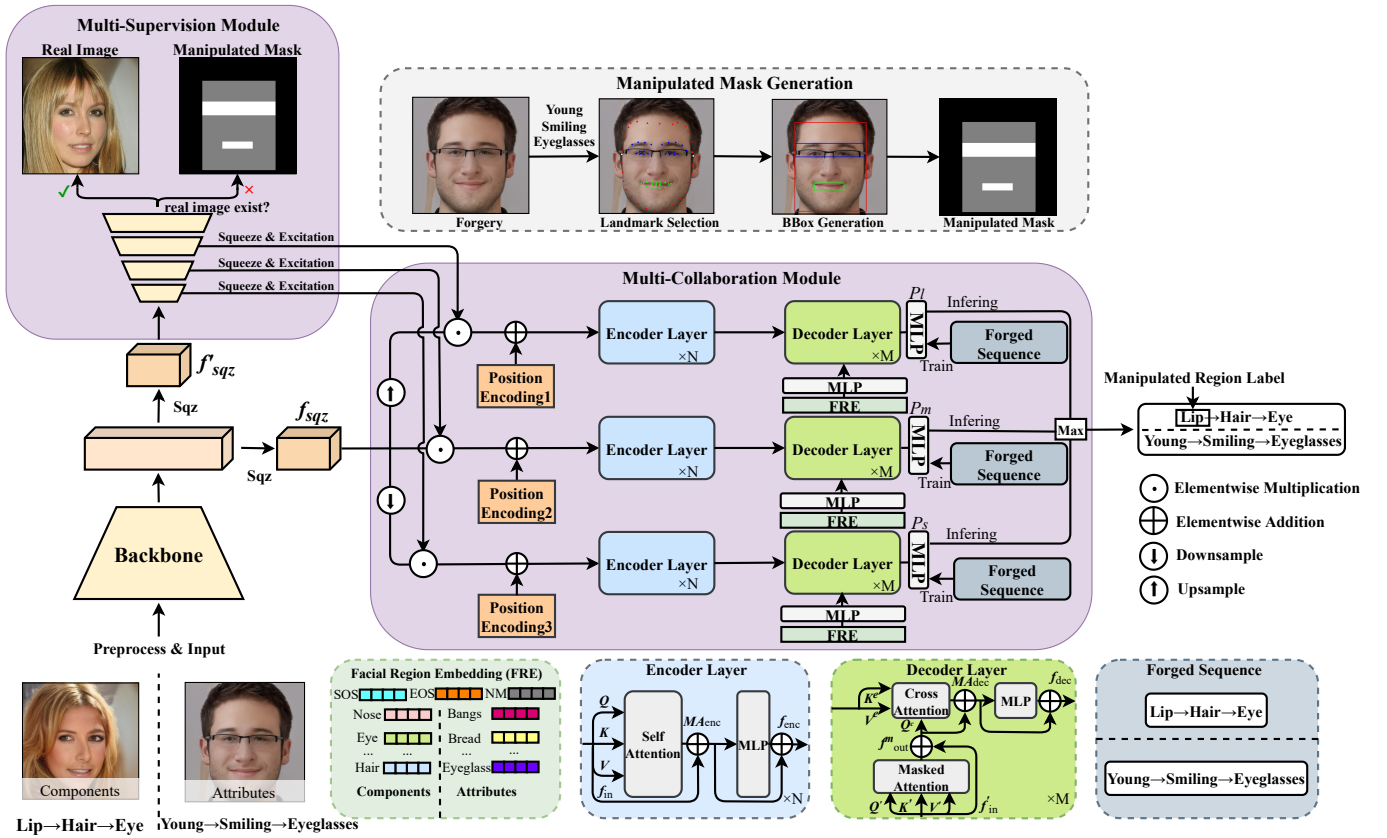 Multi-Supervision Module
Real Image
Manipulated Mask
real image exist?
Manipulated Mask Generation
Young
Smiling
Eyeglasses
Forgery
Landmark Selection
BBox Generation
Manipulated Mask
Squeeze & Excitation
Squeeze & Excitation
Squeeze & Excitation
f'sqz
Sqz
fsqz
Sqz
Backbone
Preprocess & Input
Components
Attributes
Lip→Hair→Eye
Young→Smiling→Eyeglasses
Multi-Collaboration Module
Position
Encoding1
Encoder Layer
×N
Decoder Layer
×M
MLP
FRE
Pl
MLP
Infering
Train
Forged
Sequence
Position
Encoding2
Encoder Layer
×N
Decoder Layer
×M
MLP
FRE
Pm
MLP
Infering
Train
Forged
Sequence
Position
Encoding3
Encoder Layer
×N
Decoder Layer
×M
MLP
FRE
Ps
MLP
Infering
Train
Forged
Sequence
Max
Manipulated Region Label
Lip→Hair→Eye
Young→Smiling→Eyeglasses
Elementwise Multiplication
Elementwise Addition
Downsample
Upsample
Facial Region Embedding (FRE)
SOS
EOS
NM
Nose
Bangs
Eye
Bread
...
...
...
...
Hair
Eyeglass
Components
Attributes
Encoder Layer
Q
K
V
fin
Self
Attention
MAenc
MLP
fenc
×N
Decoder Layer
Ke
Ve
Qe
Cross
Attention
MAdec
MLP
fdec
fmout
Masked
Attention
Q'
K'
V'
f'in
×M
Forged Sequence
Lip→Hair→Eye
Young→Smiling→Eyeglasses